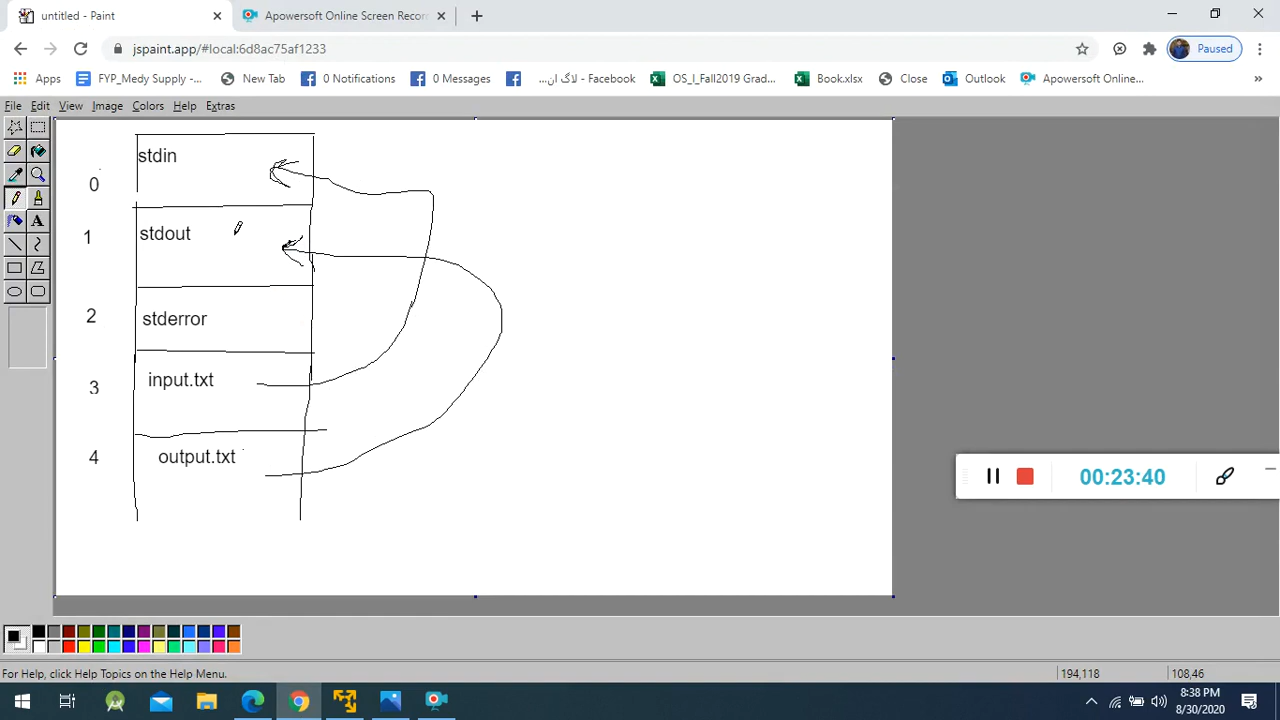 untitled - Paint
Apowersoft Online Screen Recor
jspaint.app/#local:6d8ac75af1233
Paused
Apps
FYP_Medy Supply -...
New Tab
0 Notifications
0 Messages
لاگ ان... - Facebook
OS_I_Fall2019 Grad...
Book.xlsx
Close
Outlook
Apowersoft Online...
»
File Edit View Image Colors Help Extras
0 stdin
1 stdout
2 stderror
3 input.txt
4 output.txt
A
00:23:40
For Help, click Help Topics on the Help Menu.
194,118
108,46
8:38 PM
8/30/2020